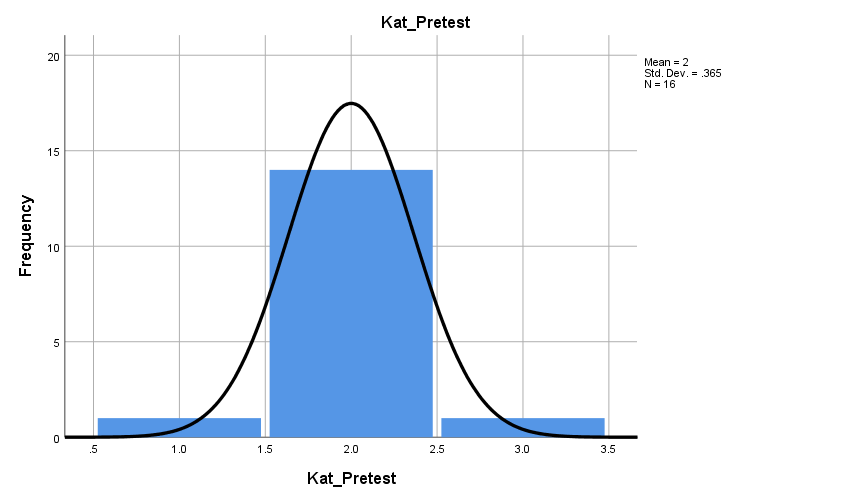 Kat_Pretest
Mean = 2
Std. Dev. = .365
N = 16
20
15
10
5
0
Frequency
.5 1.0 1.5 2.0 2.5 3.0 3.5
Kat_Pretest